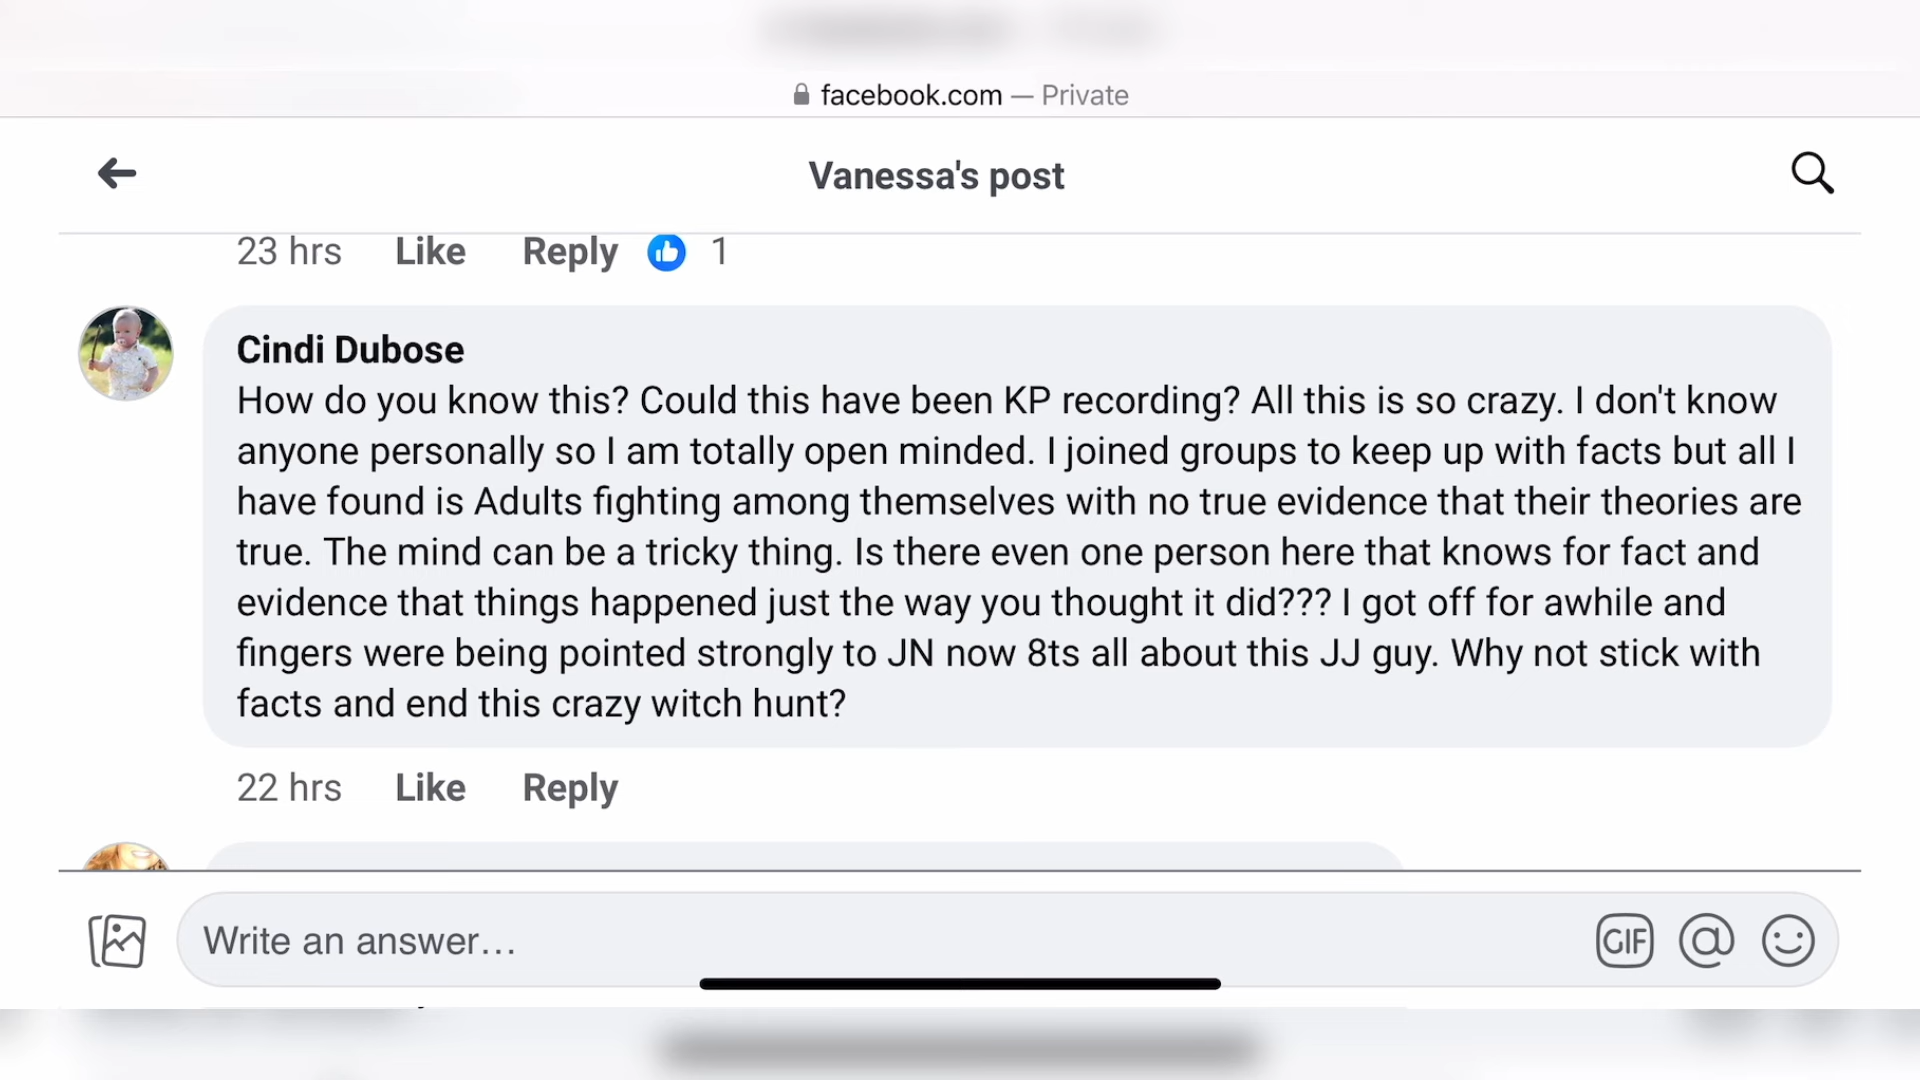 facebook.com — Private
Vanessa's post
23 hrs Like Reply 1
Cindi Dubose
How do you know this? Could this have been KP recording? All this is so crazy. I don't know
anyone personally so I am totally open minded. I joined groups to keep up with facts but all I
have found is Adults fighting among themselves with no true evidence that their theories are
true. The mind can be a tricky thing. Is there even one person here that knows for fact and
evidence that things happened just the way you thought it did??? I got off for awhile and
fingers were being pointed strongly to JN now 8ts all about this JJ guy. Why not stick with
facts and end this crazy witch hunt?
22 hrs Like Reply
Write an answer... GIF @